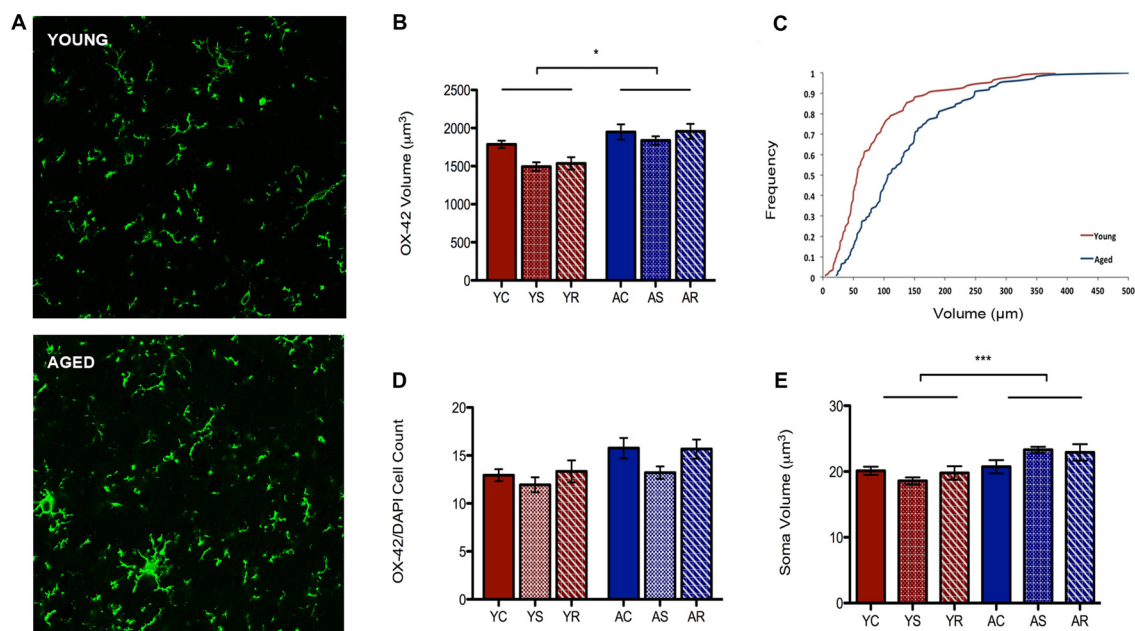 A
YOUNG
AGED
B
*
OX-42 Volume (μm³)
2500
2000
1500
1000
500
0
YC YS YR AC AS AR
C
Frequency
1
0.9
0.8
0.7
0.6
0.5
0.4
0.3
0.2
0.1
0
Young
Aged
0 50 100 150 200 250 300 350 400 450 500
Volume (μm)
D
OX-42/DAPI Cell Count
20
15
10
5
0
YC YS YR AC AS AR
E
***
Soma Volume (μm³)
30
20
10
0
YC YS YR AC AS AR